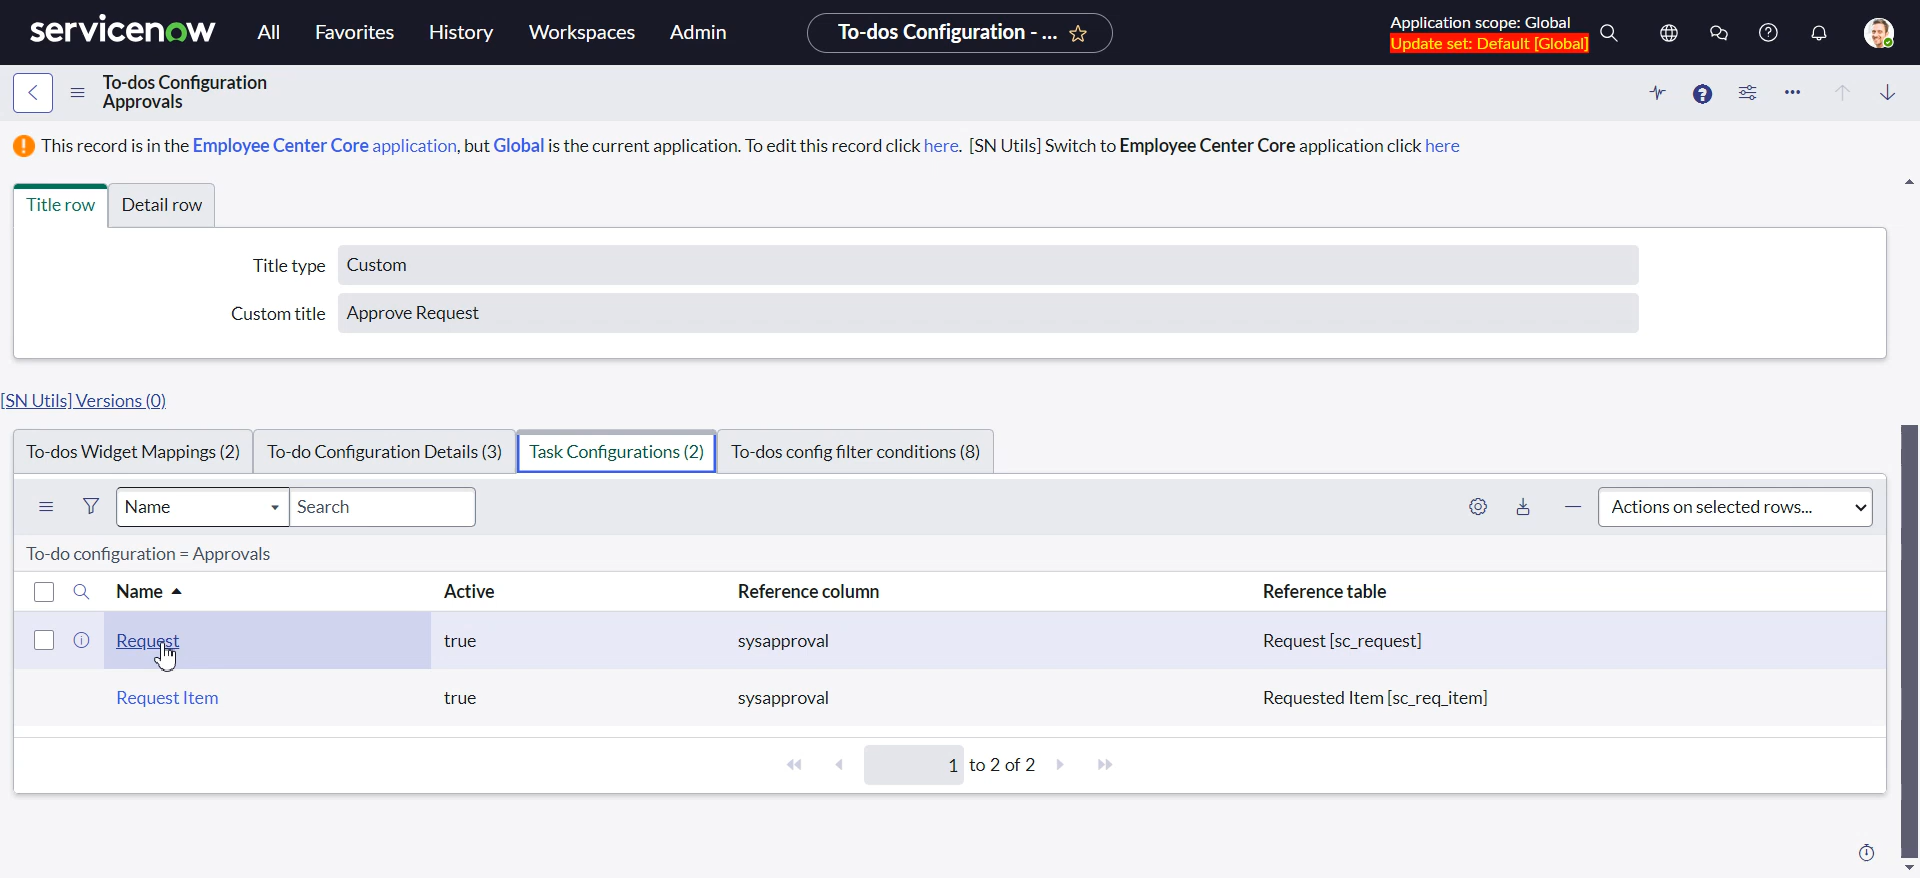 servicenow All Favorites History Workspaces Admin To-dos Configuration - ... Application scope: Global
Update set: Default [Global]
To-dos Configuration
Approvals
This record is in the Employee Center Core application, but Global is the current application. To edit this record click here. [SN Utils] Switch to Employee Center Core application click here
Title row Detail row
Title type Custom
Custom title Approve Request
[SN Utils] Versions (0)
To-dos Widget Mappings (2) To-do Configuration Details (3) Task Configurations (2) To-dos config filter conditions (8)
Name Search Actions on selected rows...
To-do configuration = Approvals
Name Active Reference column Reference table
Request true sysapproval Request [sc_request]
Request Item true sysapproval Requested Item [sc_req_item]
1 to 2 of 2